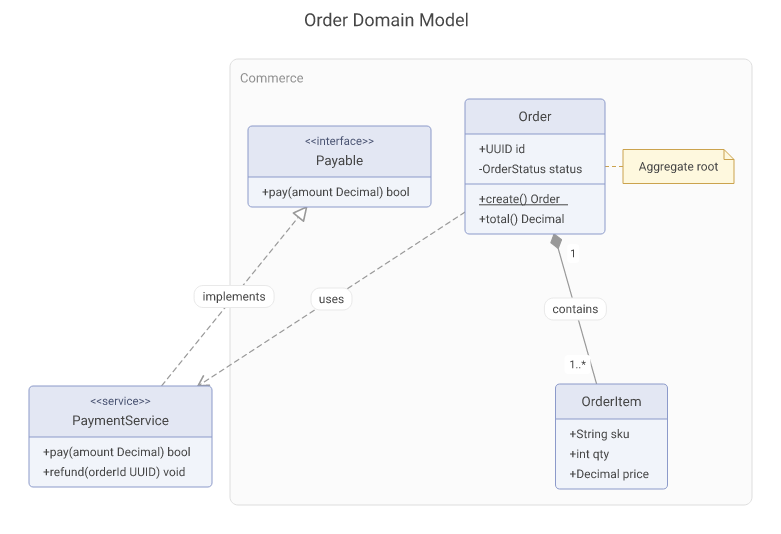 Order Domain Model
Commerce
<<interface>>
Payable
+pay(amount Decimal) bool
Order
+UUID id
-OrderStatus status
+create() Order
+total() Decimal
Aggregate root
1
implements
uses
contains
1..*
<<service>>
PaymentService
+pay(amount Decimal) bool
+refund(orderId UUID) void
OrderItem
+String sku
+int qty
+Decimal price